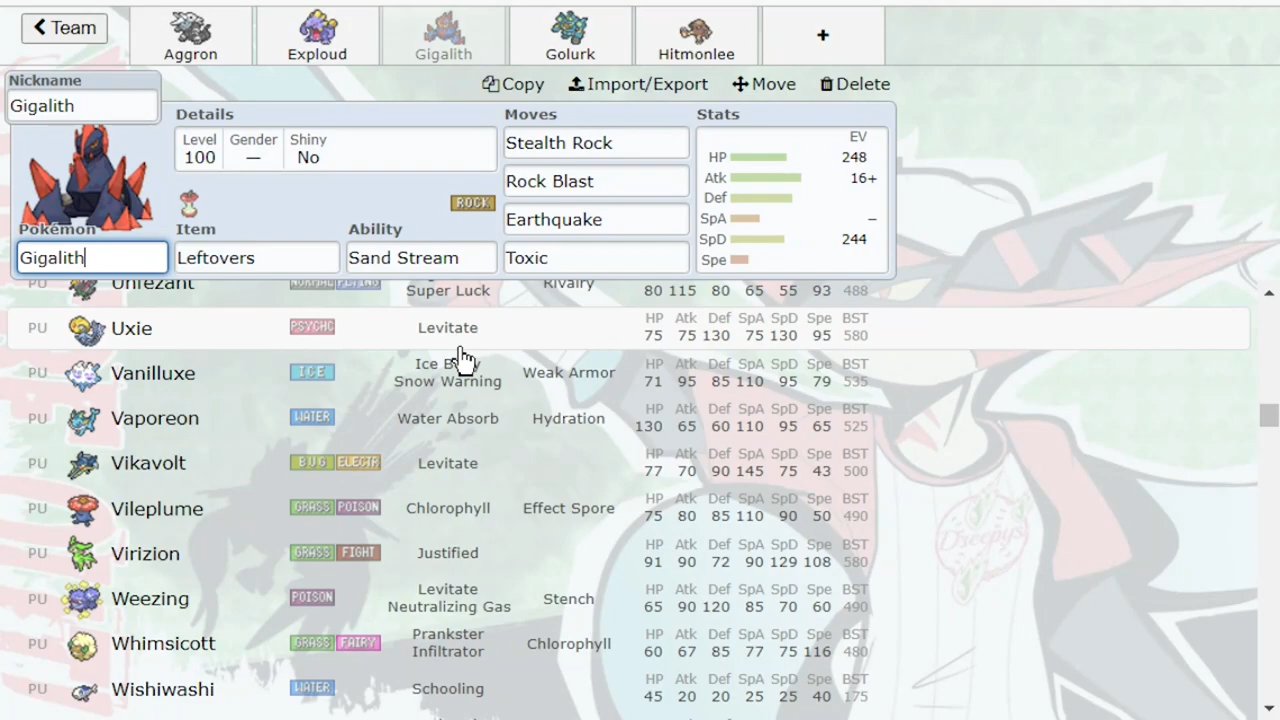 Team
Aggron
Exploud
Gigalith
Golurk
Hitmonlee
+
Copy
Import/Export
Move
Delete
Nickname
Gigalith
Details
Level
100
Gender
—
Shiny
No
ROCK
Pokémon
Gigalith
Item
Leftovers
Ability
Sand Stream
Moves
Stealth Rock
Rock Blast
Earthquake
Toxic
Stats
EV
HP 248
Atk 16+
Def
SpA –
SpD 244
Spe
PU Unfezant NORMAL FLYING Super Luck Rivalry 80 115 80 65 55 93 488
HP Atk Def SpA SpD Spe BST
PU Uxie PSYCHC Levitate 75 75 130 75 130 95 580
Snow Warning
HP Atk Def SpA SpD Spe BST
PU Vanilluxe ICE Weak Armor 71 95 85 110 95 79 535
HP Atk Def SpA SpD Spe BST
PU Vaporeon WATER Water Absorb Hydration 130 65 60 110 95 65 525
HP Atk Def SpA SpD Spe BST
PU Vikavolt BUG ELECTR Levitate 77 70 90 145 75 43 500
HP Atk Def SpA SpD Spe BST
PU Vileplume GRASS POISON Chlorophyll Effect Spore 75 80 85 110 90 50 490
HP Atk Def SpA SpD Spe BST
PU Virizion GRASS FIGHT Justified 91 90 72 90 129 108 580
Levitate HP Atk Def SpA SpD Spe BST
PU Weezing POISON Neutralizing Gas Stench 65 90 120 85 70 60 490
Prankster HP Atk Def SpA SpD Spe BST
PU Whimsicott GRASS FAIRY Infiltrator Chlorophyll 60 67 85 77 75 116 480
HP Atk Def SpA SpD Spe BST
PU Wishiwashi WATER Schooling 45 20 20 25 25 40 175
Dreepys